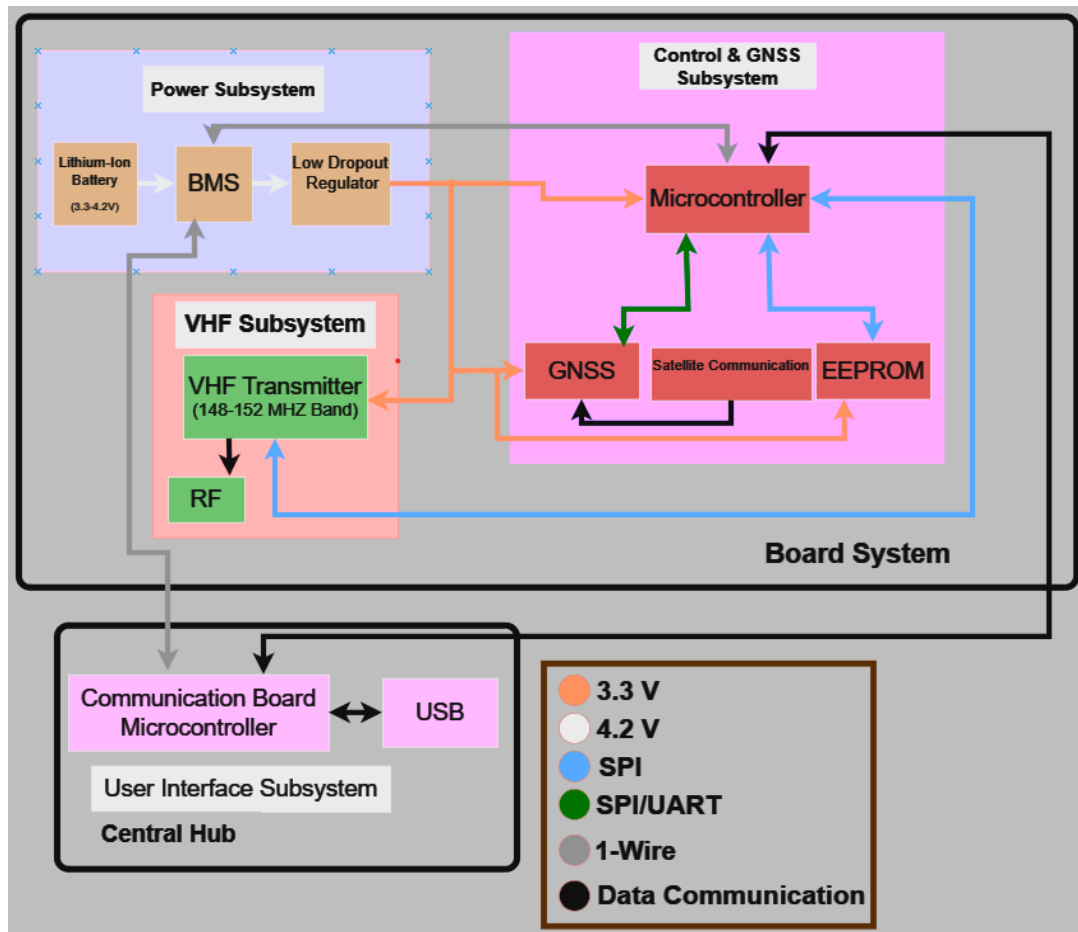 Power Subsystem
Lithium-Ion
Battery
(3.3-4.2V)
BMS
Low Dropout
Regulator
Control & GNSS
Subsystem
Microcontroller
GNSS
Satellite Communication
EEPROM
VHF Subsystem
VHF Transmitter
(148-152 MHZ Band)
RF
Board System
Communication Board
Microcontroller
USB
User Interface Subsystem
Central Hub
3.3 V
4.2 V
SPI
SPI/UART
1-Wire
Data Communication